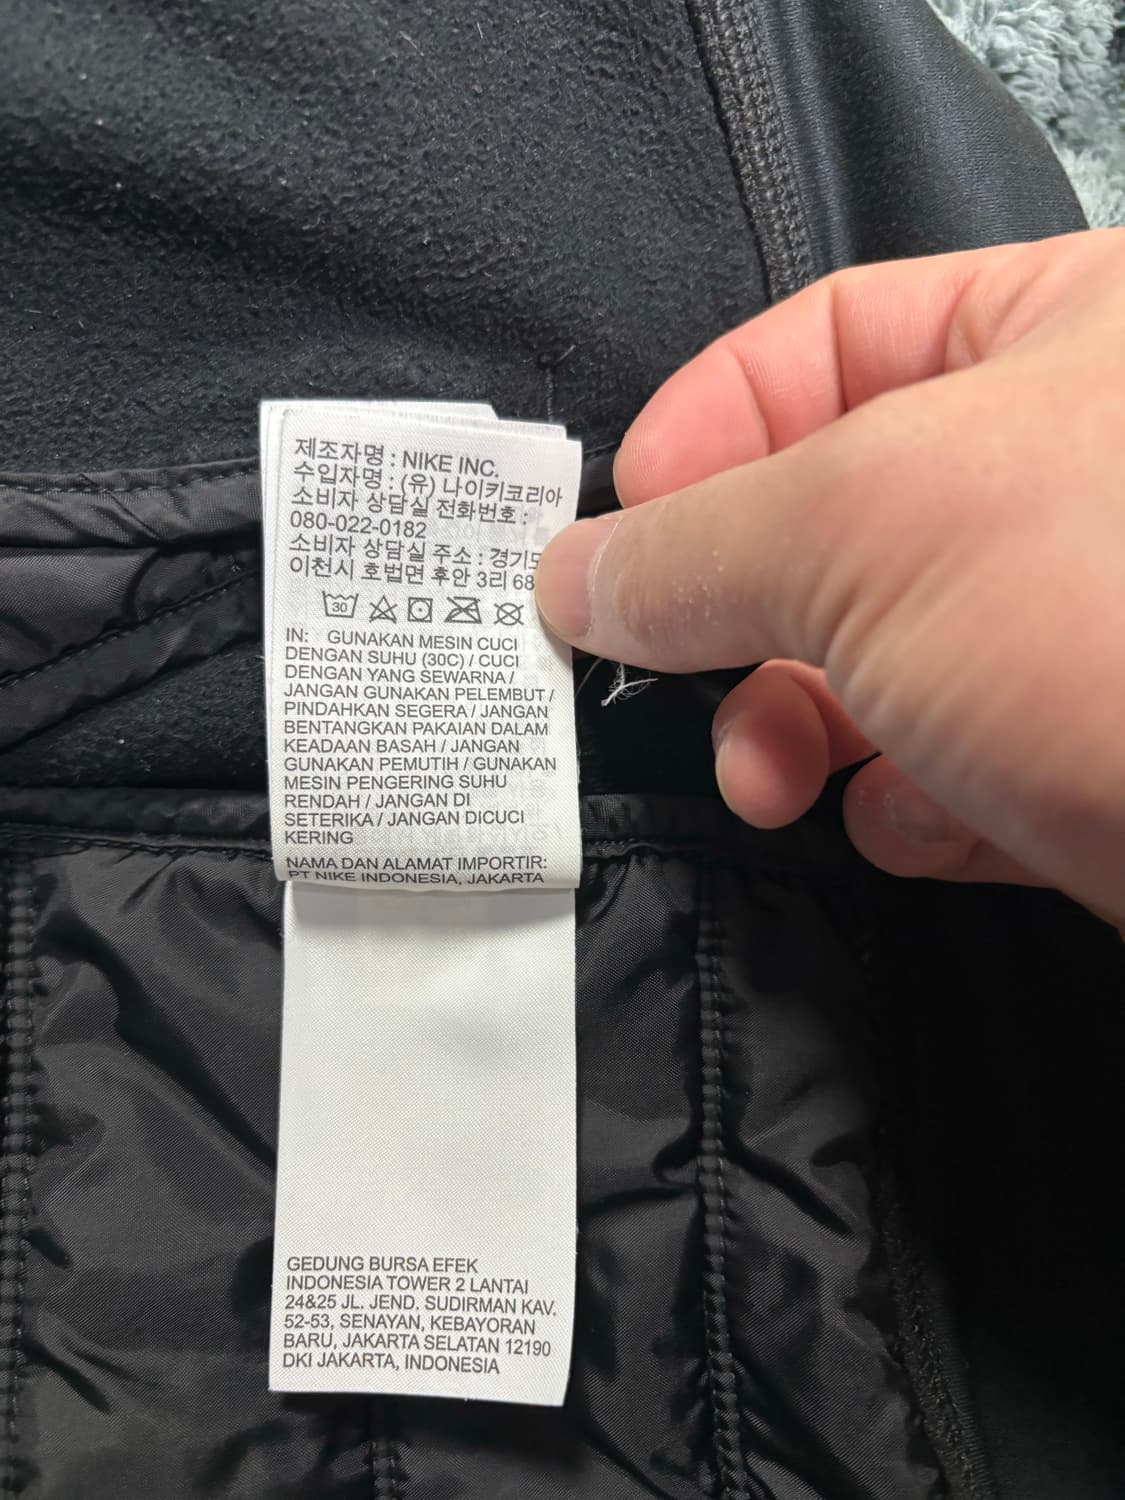 제조자명 : NIKE INC.
수입자명 : (유) 나이키코리아
소비자 상담실 전화번호 :
080-022-0182
소비자 상담실 주소 : 경기도
이천시 호법면 후안 3리 68
30
IN: GUNAKAN MESIN CUCI
DENGAN SUHU (30C) / CUCI
DENGAN YANG SEWARNA /
JANGAN GUNAKAN PELEMBUT /
PINDAHKAN SEGERA / JANGAN
BENTANGKAN PAKAIAN DALAM
KEADAAN BASAH / JANGAN
GUNAKAN PEMUTIH / GUNAKAN
MESIN PENGERING SUHU
RENDAH / JANGAN DI
SETERIKA / JANGAN DICUCI
KERING
NAMA DAN ALAMAT IMPORTIR:
PT NIKE INDONESIA, JAKARTA
GEDUNG BURSA EFEK
INDONESIA TOWER 2 LANTAI
24&25 JL. JEND. SUDIRMAN KAV.
52-53, SENAYAN, KEBAYORAN
BARU, JAKARTA SELATAN 12190
DKI JAKARTA, INDONESIA